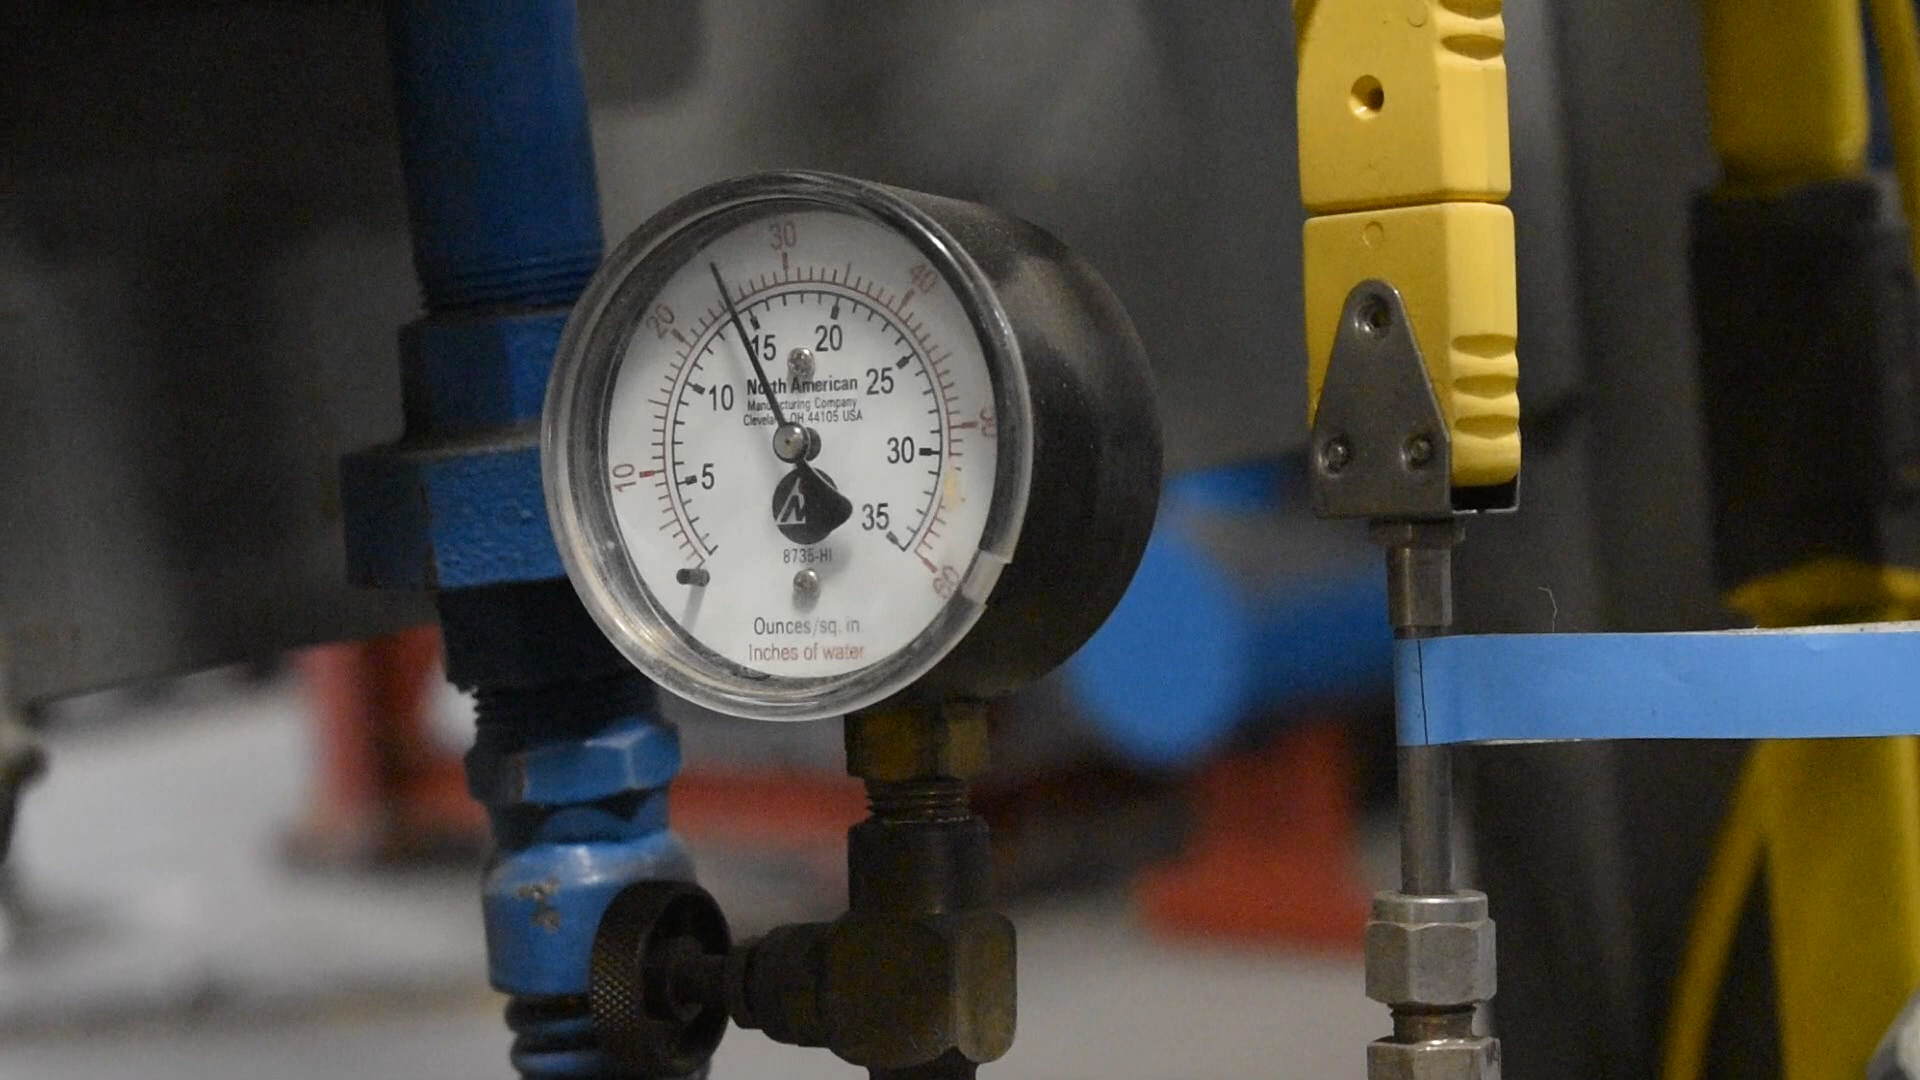 30
20
40
15
20
10
25
North American
Manufacturing Company
Cleveland OH 44105 USA
50
30
10
5
35
8735-HI
60
Ounces/sq. in
Inches of water